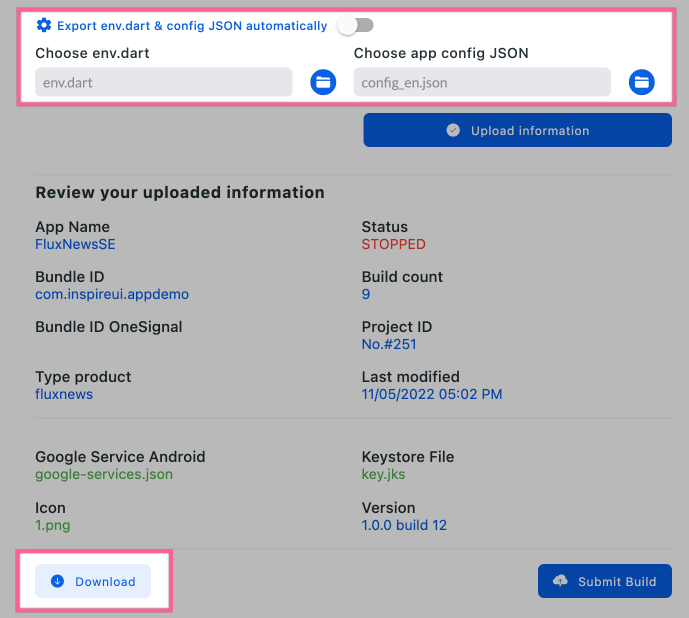 Export env.dart & config JSON automatically
Choose env.dart
Choose app config JSON
env.dart
config_en.json
Upload information
Review your uploaded information
App Name
Status
FluxNewsSE
STOPPED
Bundle ID
Build count
com.inspireui.appdemo
9
Bundle ID OneSignal
Project ID
No.#251
Type product
Last modified
fluxnews
11/05/2022 05:02 PM
Google Service Android
Keystore File
google-services.json
key.jks
Icon
Version
1.png
1.0.0 build 12
Download
Submit Build